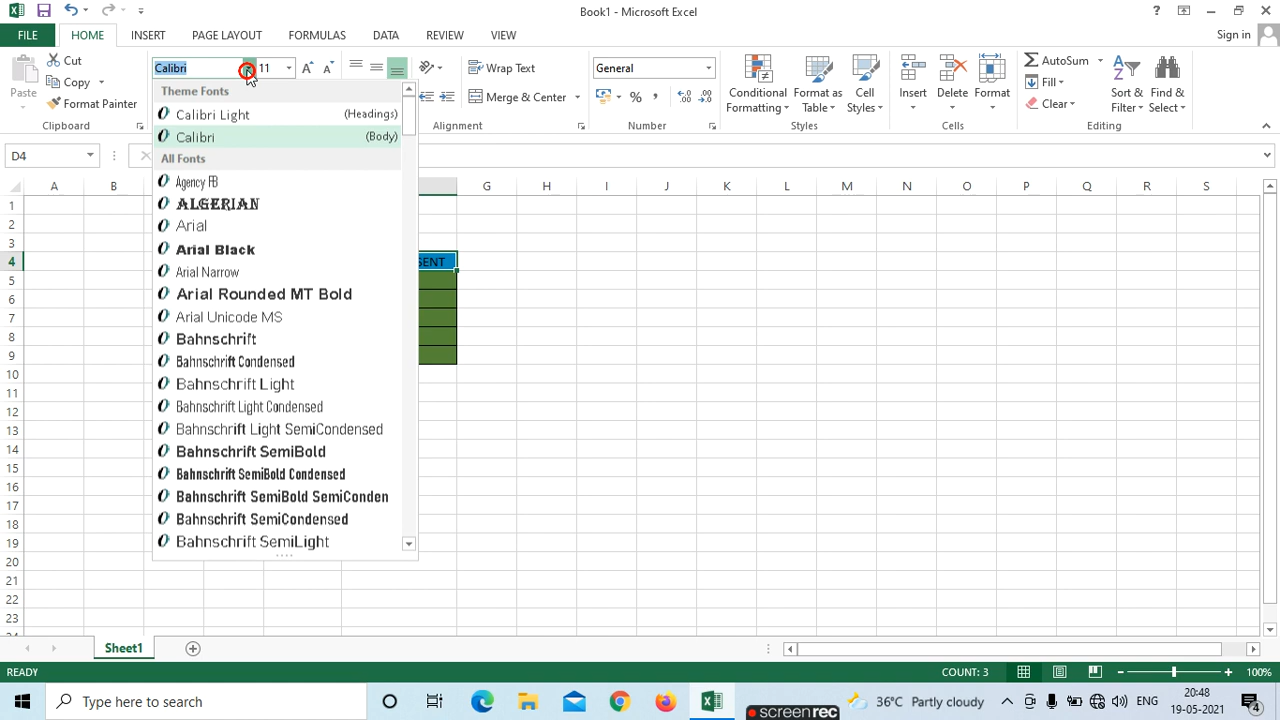 Book1 - Microsoft Excel
?
FILE
HOME
INSERT
PAGE LAYOUT
FORMULAS
DATA
REVIEW
VIEW
Sign in
Paste
Cut
Copy
Format Painter
Clipboard
Calibri
11
Wrap Text
Merge & Center
Alignment
General
% ,
Number
Conditional Formatting
Format as Table
Cell Styles
Styles
Insert
Delete
Format
Cells
AutoSum
Fill
Clear
Sort & Filter
Find & Select
Editing
D4
Theme Fonts
Calibri Light (Headings)
Calibri (Body)
All Fonts
Agency FB
ALGERIAN
Arial
Arial Black
Arial Narrow
Arial Rounded MT Bold
Arial Unicode MS
Bahnschrift
Bahnschrift Condensed
Bahnschrift Light
Bahnschrift Light Condensed
Bahnschrift Light SemiCondensed
Bahnschrift SemiBold
Bahnschrift SemiBold Condensed
Bahnschrift SemiBold SemiConden
Bahnschrift SemiCondensed
Bahnschrift SemiLight
A B G H I J K L M N O P Q R S
1
2
3
4 SENT
5
6
7
8
9
10
11
12
13
14
15
16
17
18
19
20
21
22
23
Sheet1
READY
COUNT: 3
100%
Type here to search
36°C Partly cloudy
ENG
20:48
19-05-2021
4
screenrec